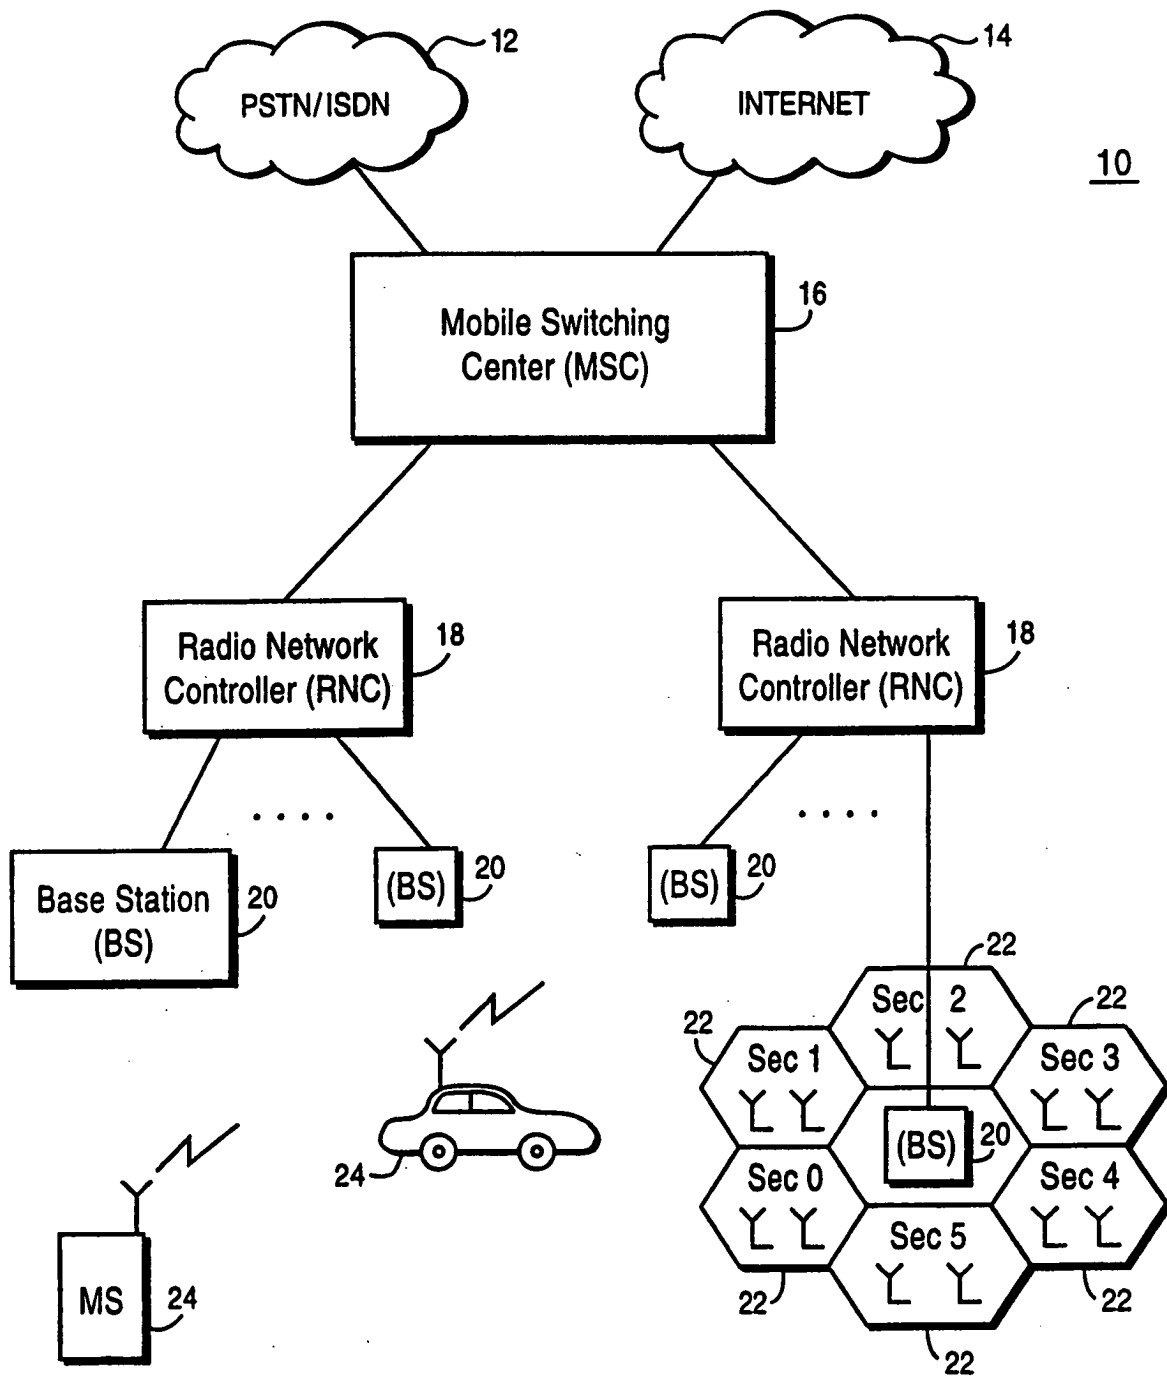 12
14
PSTN/ISDN
INTERNET
10
16
Mobile Switching
Center (MSC)
18
Radio Network
Controller (RNC)
18
Radio Network
Controller (RNC)
Base Station
(BS)
20
(BS)
20
(BS)
20
22
Sec 2
22
22
Sec 1
Sec 3
(BS)
20
24
Sec 0
Sec 4
Sec 5
MS
24
22
22
22